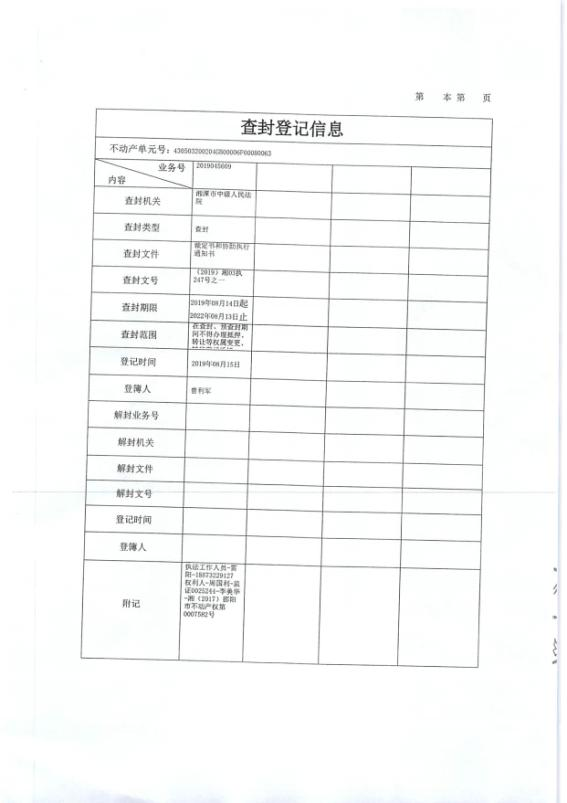 第 本 第 页
查封登记信息
不动产单元号：430503200204GB00006F00080063
业务号
内容
2019045609
查封机关
湘潭市中级人民法
院
查封类型
查封
查封文件
裁定书和协助执行
通知书
查封文号
（2019）湘03执
247号之一
查封期限
2019年08月14日起
2022年08月13日止
查封范围
在查封、预查封期
间不得办理抵押，
转让等权属变更，
登记时间
2019年08月15日
登簿人
曾利军
解封业务号
解封机关
解封文件
解封文号
登记时间
登簿人
附记
执法工作人员-雷
阳-18873229127
权利人-周国利-监
证0025244-李美华
-湘（2017）邵阳
市不动产权第
0007582号